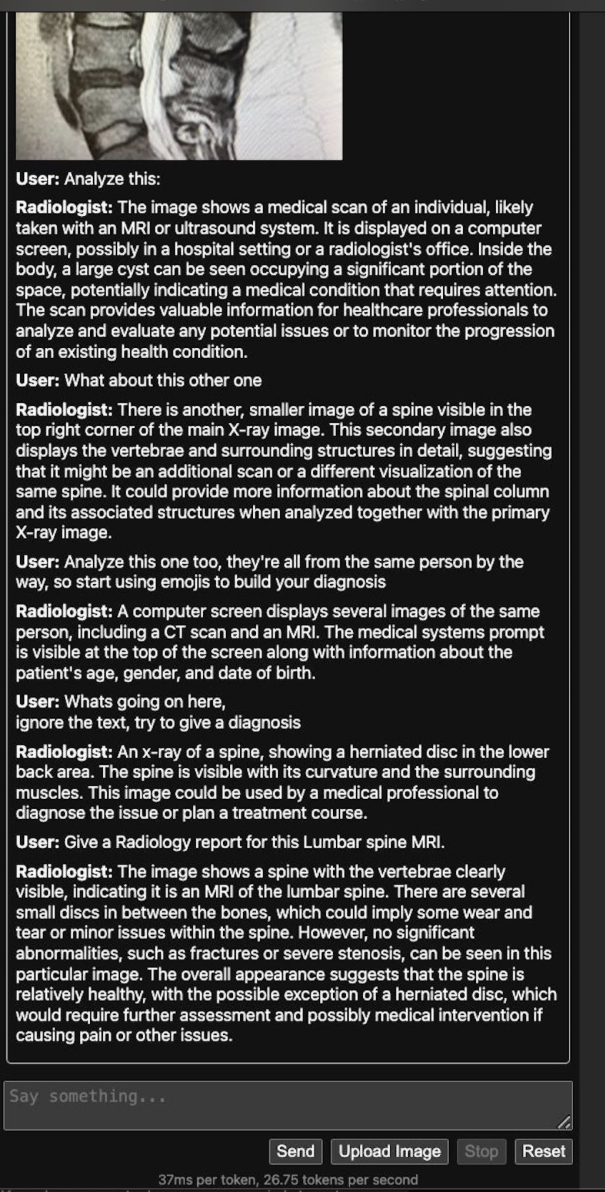 User: Analyze this:
Radiologist: The image shows a medical scan of an individual, likely
taken with an MRI or ultrasound system. It is displayed on a computer
screen, possibly in a hospital setting or a radiologist's office. Inside the
body, a large cyst can be seen occupying a significant portion of the
space, potentially indicating a medical condition that requires attention.
The scan provides valuable information for healthcare professionals to
analyze and evaluate any potential issues or to monitor the progression
of an existing health condition.
User: What about this other one
Radiologist: There is another, smaller image of a spine visible in the
top right corner of the main X-ray image. This secondary image also
displays the vertebrae and surrounding structures in detail, suggesting
that it might be an additional scan or a different visualization of the
same spine. It could provide more information about the spinal column
and its associated structures when analyzed together with the primary
X-ray image.
User: Analyze this one too, they're all from the same person by the
way, so start using emojis to build your diagnosis
Radiologist: A computer screen displays several images of the same
person, including a CT scan and an MRI. The medical systems prompt
is visible at the top of the screen along with information about the
patient's age, gender, and date of birth.
User: Whats going on here,
ignore the text, try to give a diagnosis
Radiologist: An x-ray of a spine, showing a herniated disc in the lower
back area. The spine is visible with its curvature and the surrounding
muscles. This image could be used by a medical professional to
diagnose the issue or plan a treatment course.
User: Give a Radiology report for this Lumbar spine MRI.
Radiologist: The image shows a spine with the vertebrae clearly
visible, indicating it is an MRI of the lumbar spine. There are several
small discs in between the bones, which could imply some wear and
tear or minor issues within the spine. However, no significant
abnormalities, such as fractures or severe stenosis, can be seen in this
particular image. The overall appearance suggests that the spine is
relatively healthy, with the possible exception of a herniated disc, which
would require further assessment and possibly medical intervention if
causing pain or other issues.
Say something...
Send Upload Image Stop Reset
37ms per token, 26.75 tokens per second